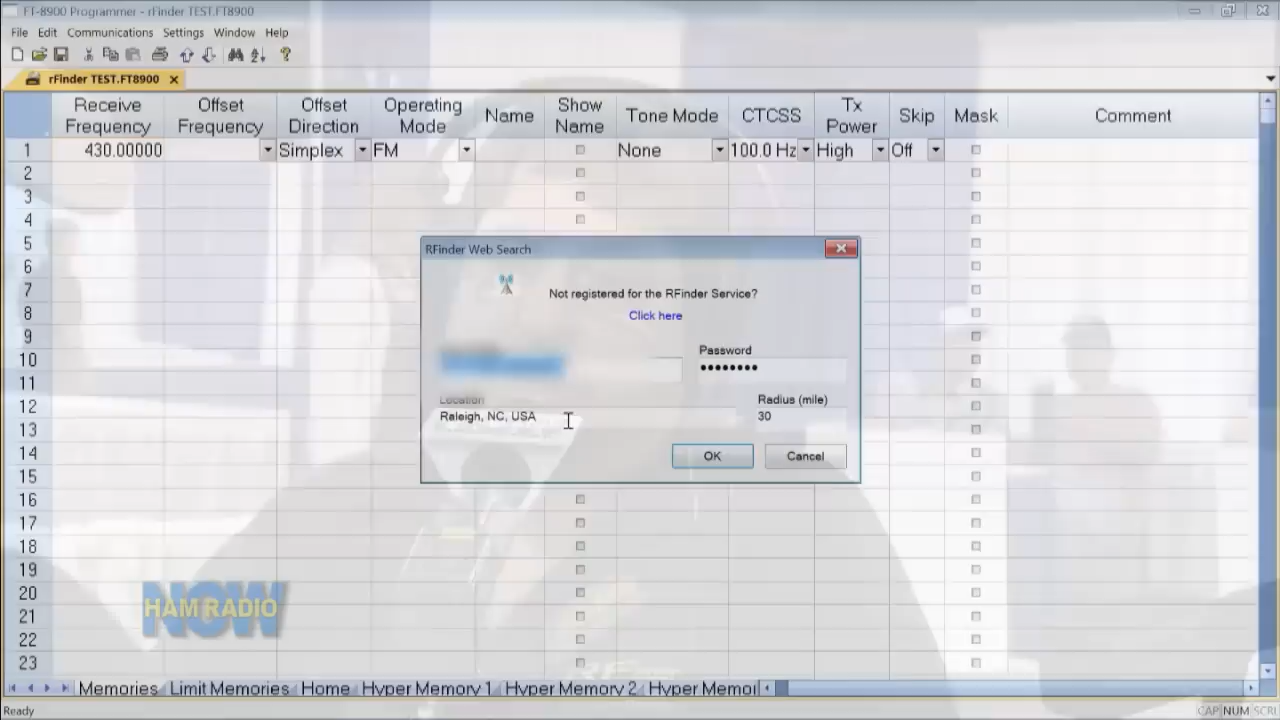 FT-8900 Programmer - rFinder TEST.FT8900
File Edit Communications Settings Window Help
rFinder TEST.FT8900
Receive Frequency Offset Frequency Offset Direction Operating Mode Name Show Name Tone Mode CTCSS Tx Power Skip Mask Comment
1 430.00000 Simplex FM None 100.0 Hz High Off
2
3
4
5
RFinder Web Search
6
Not registered for the RFinder Service?
7
Click here
8
9
Password
10
••••••••
11
Location Radius (mile)
12
Raleigh, NC, USA 30
13
14
OK Cancel
15
16
17
18
19
20
HAM RADIO
NOW
21
22
23
Memories Limit Memories Home Hyper Memory 1 Hyper Memory 2 Hyper Memor
Ready CAP NUM SCRL